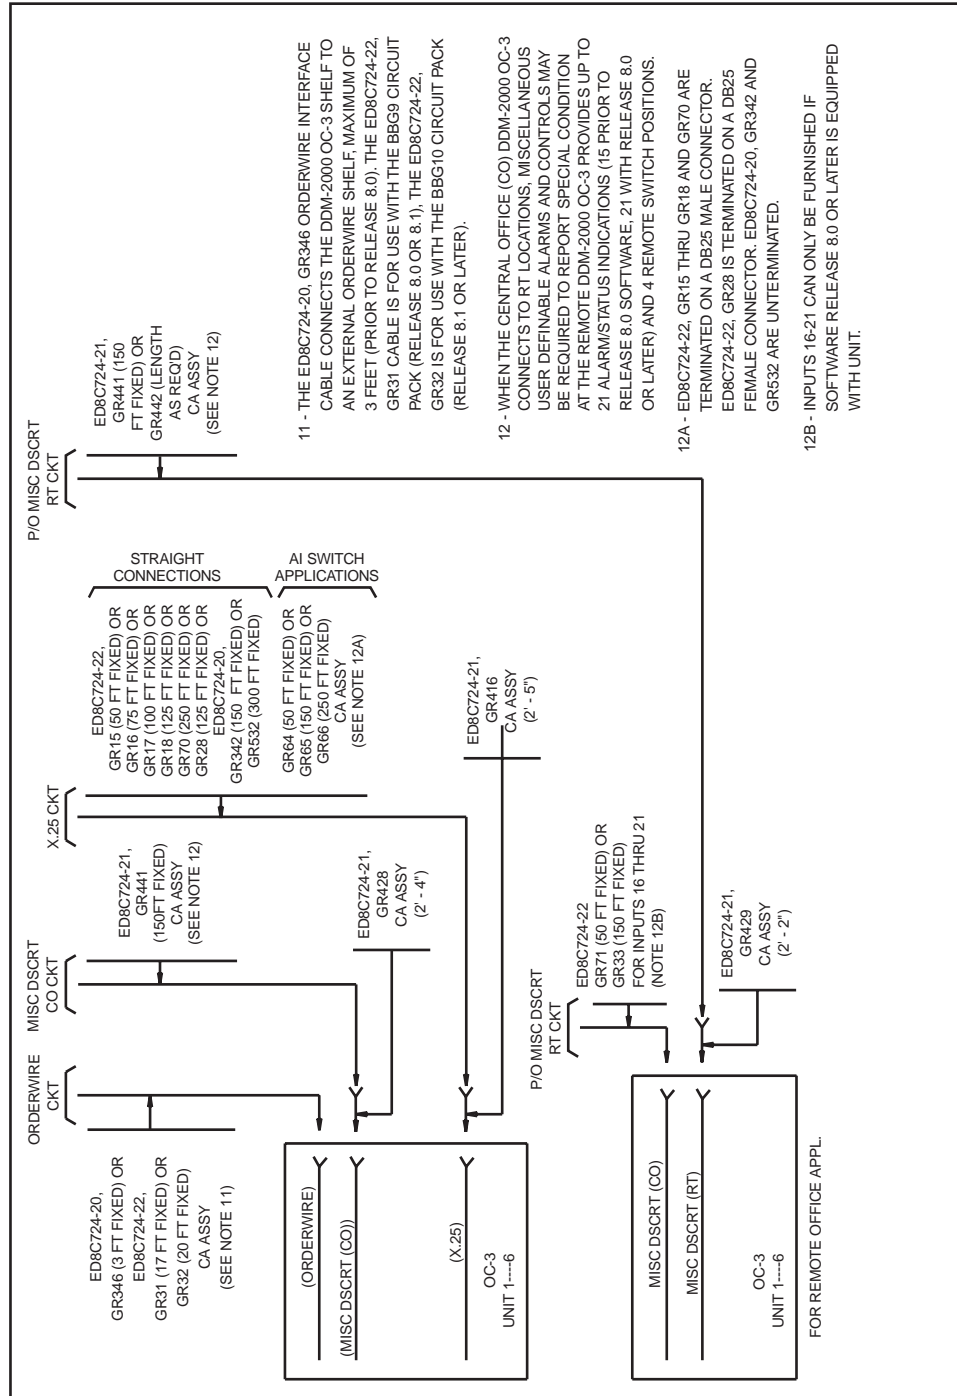 ORDERWIRE
CKT
ED8C724-20,
GR346 (3 FT FIXED) OR
ED8C724-22,
GR31 (17 FT FIXED) OR
GR32 (20 FT FIXED)
CA ASSY
(SEE NOTE 11)
MISC DSCRT
CO CKT
ED8C724-21,
GR441
(150FT FIXED)
CA ASSY
(SEE NOTE 12)
X.25 CKT
ED8C724-22,
GR15 (50 FT FIXED) OR
GR16 (75 FT FIXED) OR
GR17 (100 FT FIXED) OR
GR18 (125 FT FIXED) OR
GR70 (250 FT FIXED) OR
GR28 (125 FT FIXED) OR
ED8C724-20,
GR342 (150 FT FIXED) OR
GR532 (300 FT FIXED)
STRAIGHT
CONNECTIONS
GR64 (50 FT FIXED) OR
GR65 (150 FT FIXED) OR
GR66 (250 FT FIXED)
CA ASSY
(SEE NOTE 12A)
AI SWITCH
APPLICATIONS
P/O MISC DSCRT
RT CKT
ED8C724-21,
GR441 (150
FT FIXED) OR
GR442 (LENGTH
AS REQ'D)
CA ASSY
(SEE NOTE 12)
(ORDERWIRE)
(MISC DSCRT (CO))
(X.25)
OC-3
UNIT 1----6
ED8C724-21,
GR428
CA ASSY
(2' - 4")
ED8C724-21,
GR416
CA ASSY
(2' - 5")
P/O MISC DSCRT
RT CKT
ED8C724-22
GR71 (50 FT FIXED) OR
GR33 (150 FT FIXED)
FOR INPUTS 16 THRU 21
(NOTE 12B)
MISC DSCRT (CO)
MISC DSCRT (RT)
OC-3
UNIT 1----6
ED8C724-21,
GR429
CA ASSY
(2' - 2")
FOR REMOTE OFFICE APPL.
11 - THE ED8C724-20, GR346 ORDERWIRE INTERFACE
CABLE CONNECTS THE DDM-2000 OC-3 SHELF TO
AN EXTERNAL ORDERWIRE SHELF, MAXIMUM OF
3 FEET (PRIOR TO RELEASE 8.0). THE ED8C724-22,
GR31 CABLE IS FOR USE WITH THE BBG9 CIRCUIT
PACK (RELEASE 8.0 OR 8.1), THE ED8C724-22,
GR32 IS FOR USE WITH THE BBG10 CIRCUIT PACK
(RELEASE 8.1 OR LATER).
12 - WHEN THE CENTRAL OFFICE (CO) DDM-2000 OC-3
CONNECTS TO RT LOCATIONS, MISCELLANEOUS
USER DEFINABLE ALARMS AND CONTROLS MAY
BE REQUIRED TO REPORT SPECIAL CONDITION
AT THE REMOTE DDM-2000 OC-3 PROVIDES UP TO
21 ALARM/STATUS INDICATIONS (15 PRIOR TO
RELEASE 8.0 SOFTWARE, 21 WITH RELEASE 8.0
OR LATER) AND 4 REMOTE SWITCH POSITIONS.
12A - ED8C724-22, GR15 THRU GR18 AND GR70 ARE
TERMINATED ON A DB25 MALE CONNECTOR.
ED8C724-22, GR28 IS TERMINATED ON A DB25
FEMALE CONNECTOR. ED8C724-20, GR342 AND
GR532 ARE UNTERMINATED.
12B - INPUTS 16-21 CAN ONLY BE FURNISHED IF
SOFTWARE RELEASE 8.0 OR LATER IS EQUIPPED
WITH UNIT.